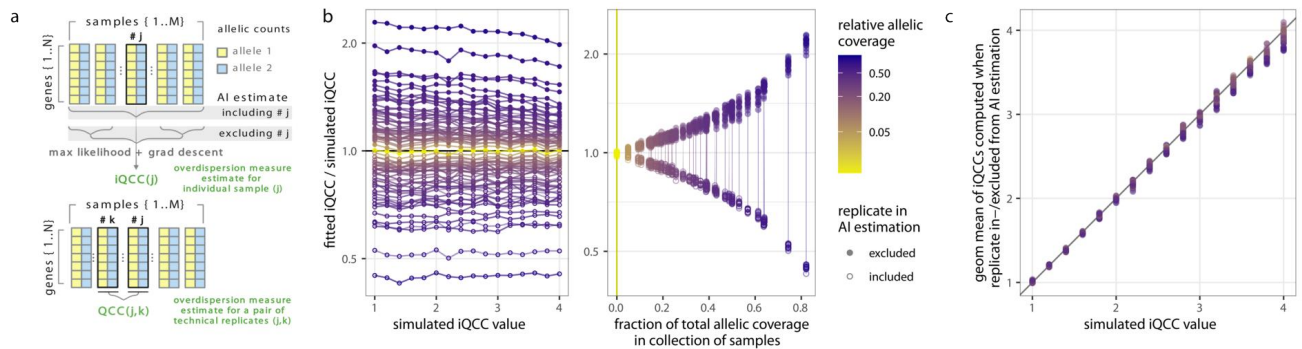 a
samples { 1..M}
# j
allelic counts
allele 1
allele 2
genes { 1..N}
AI estimate
including # j
excluding # j
max likelihood + grad descent
iQCC(j)
overdispersion measure
estimate for
individual sample (j)
samples { 1..M}
# k
# j
genes { 1..N}
QCC(j,k)
overdispersion measure
estimate for a pair of
technical replicates (j,k)
b
fitted iQCC / simulated iQCC
2.0
1.0
0.5
1
2
3
4
simulated iQCC value
2.0
1.0
0.5
0.0
0.2
0.4
0.6
0.8
fraction of total allelic coverage
in collection of samples
relative allelic
coverage
0.50
0.20
0.05
replicate in
AI estimation
excluded
included
c
geom mean of iQCCs computed when
replicate in-/excluded from AI estimation
4
3
2
1
1
2
3
4
simulated iQCC value